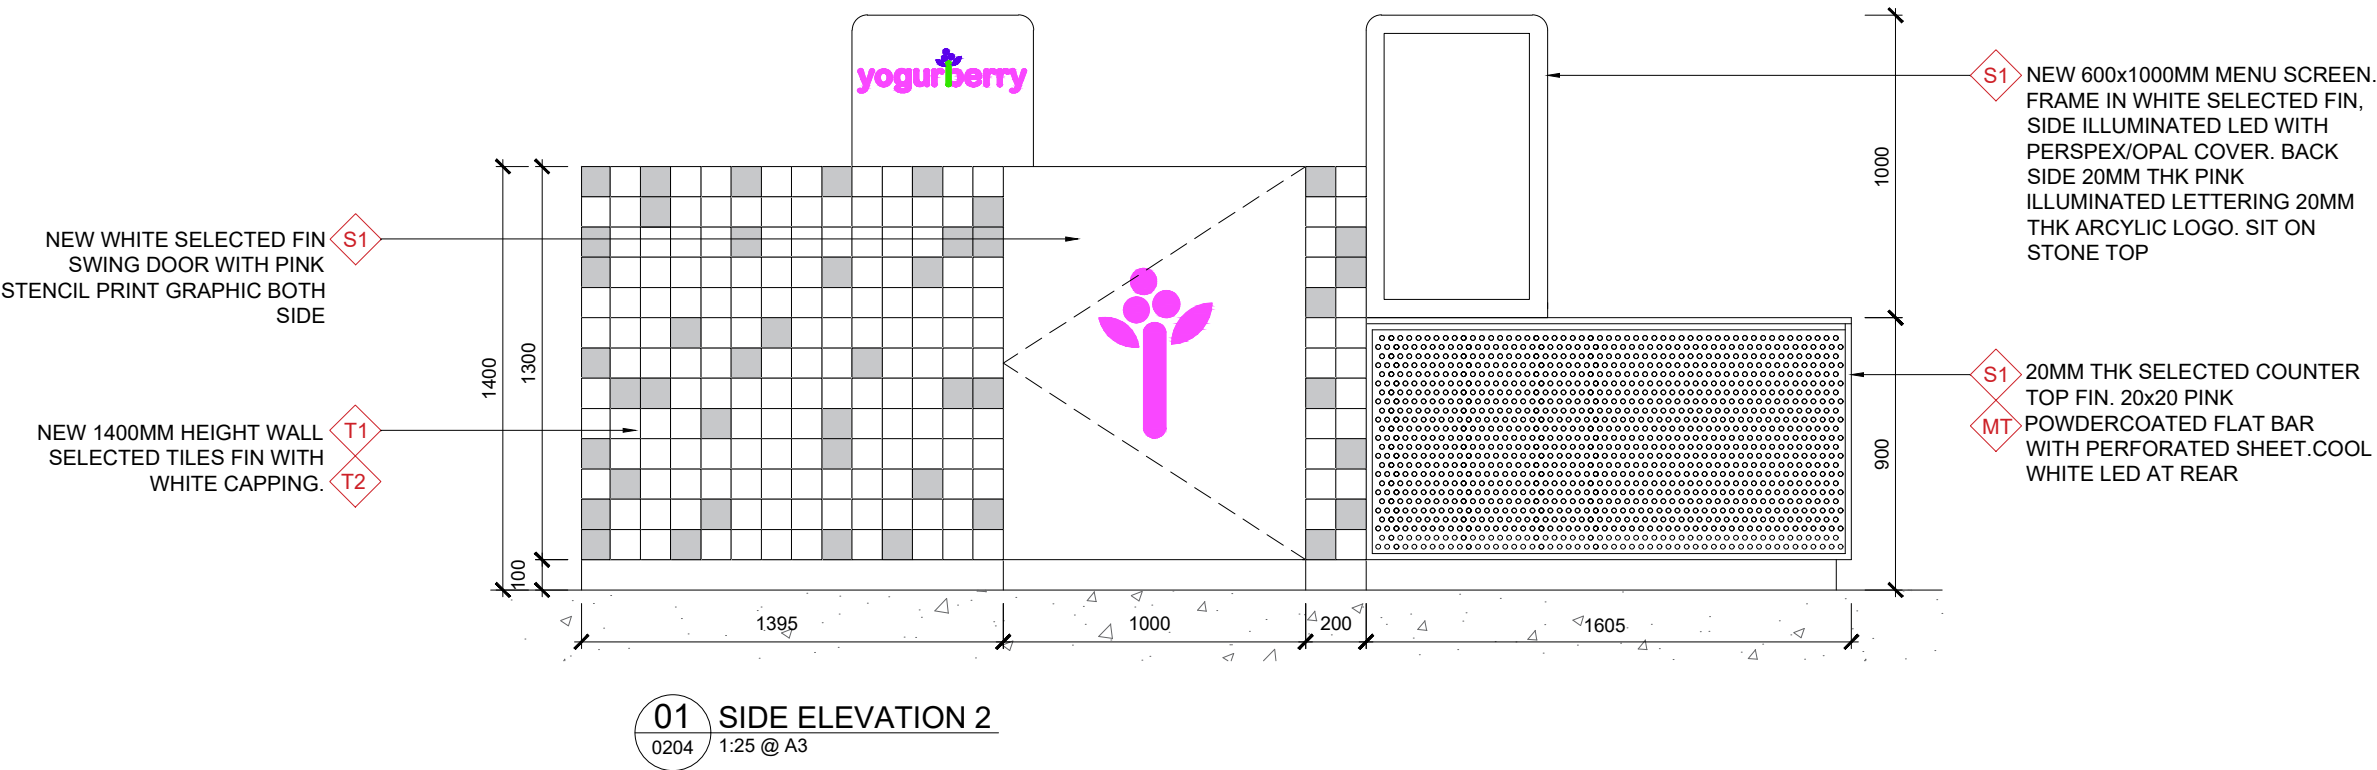 yogurberry
S1
NEW 600x1000MM MENU SCREEN.
FRAME IN WHITE SELECTED FIN,
SIDE ILLUMINATED LED WITH
PERSPEX/OPAL COVER. BACK
SIDE 20MM THK PINK
ILLUMINATED LETTERING 20MM
THK ARCYLIC LOGO. SIT ON
STONE TOP
1000
NEW WHITE SELECTED FIN
SWING DOOR WITH PINK
STENCIL PRINT GRAPHIC BOTH
SIDE
S1
1400
1300
100
NEW 1400MM HEIGHT WALL
SELECTED TILES FIN WITH
WHITE CAPPING.
T1
T2
S1
MT
20MM THK SELECTED COUNTER
TOP FIN. 20x20 PINK
POWDERCOATED FLAT BAR
WITH PERFORATED SHEET.COOL
WHITE LED AT REAR
900
1395
1000
200
1605
01
0204
SIDE ELEVATION 2
1:25 @ A3